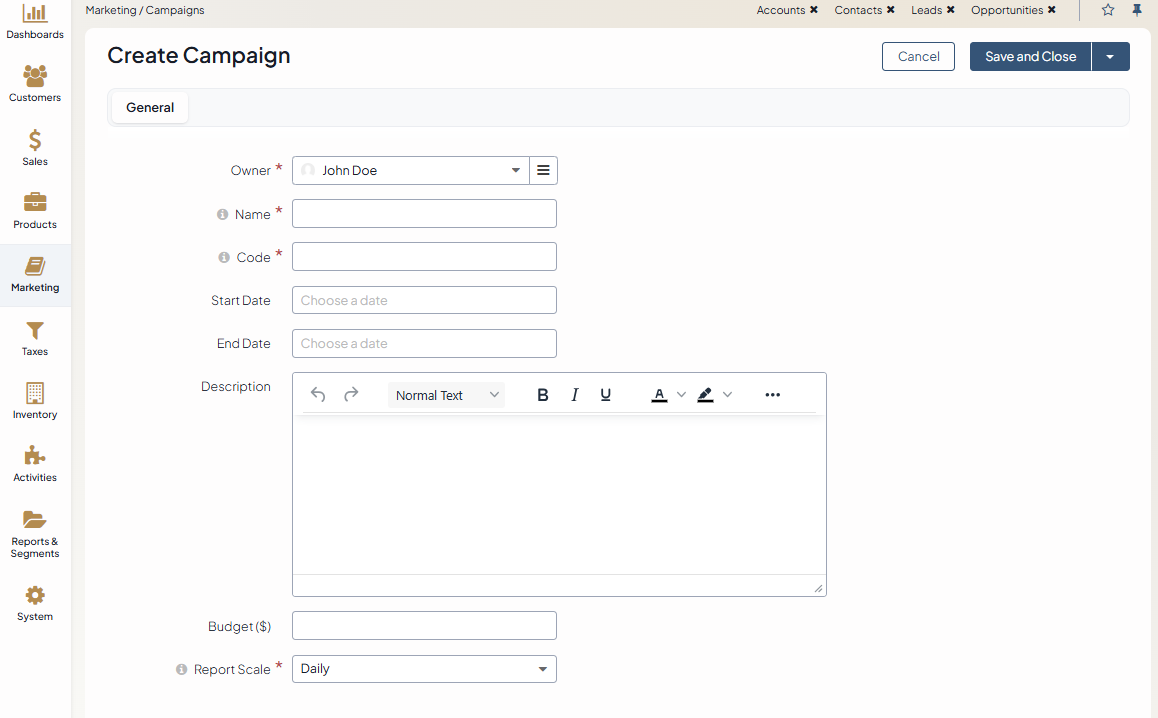 Marketing / Campaigns
Accounts ✖ Contacts ✖ Leads ✖ Opportunities ✖
Dashboards
Customers
Sales
Products
Marketing
Taxes
Inventory
Activities
Reports &
Segments
System
Create Campaign
Cancel
Save and Close
General
Owner * John Doe
Name *
Code *
Start Date Choose a date
End Date Choose a date
Description
Normal Text B I U A
Budget ($)
Report Scale * Daily